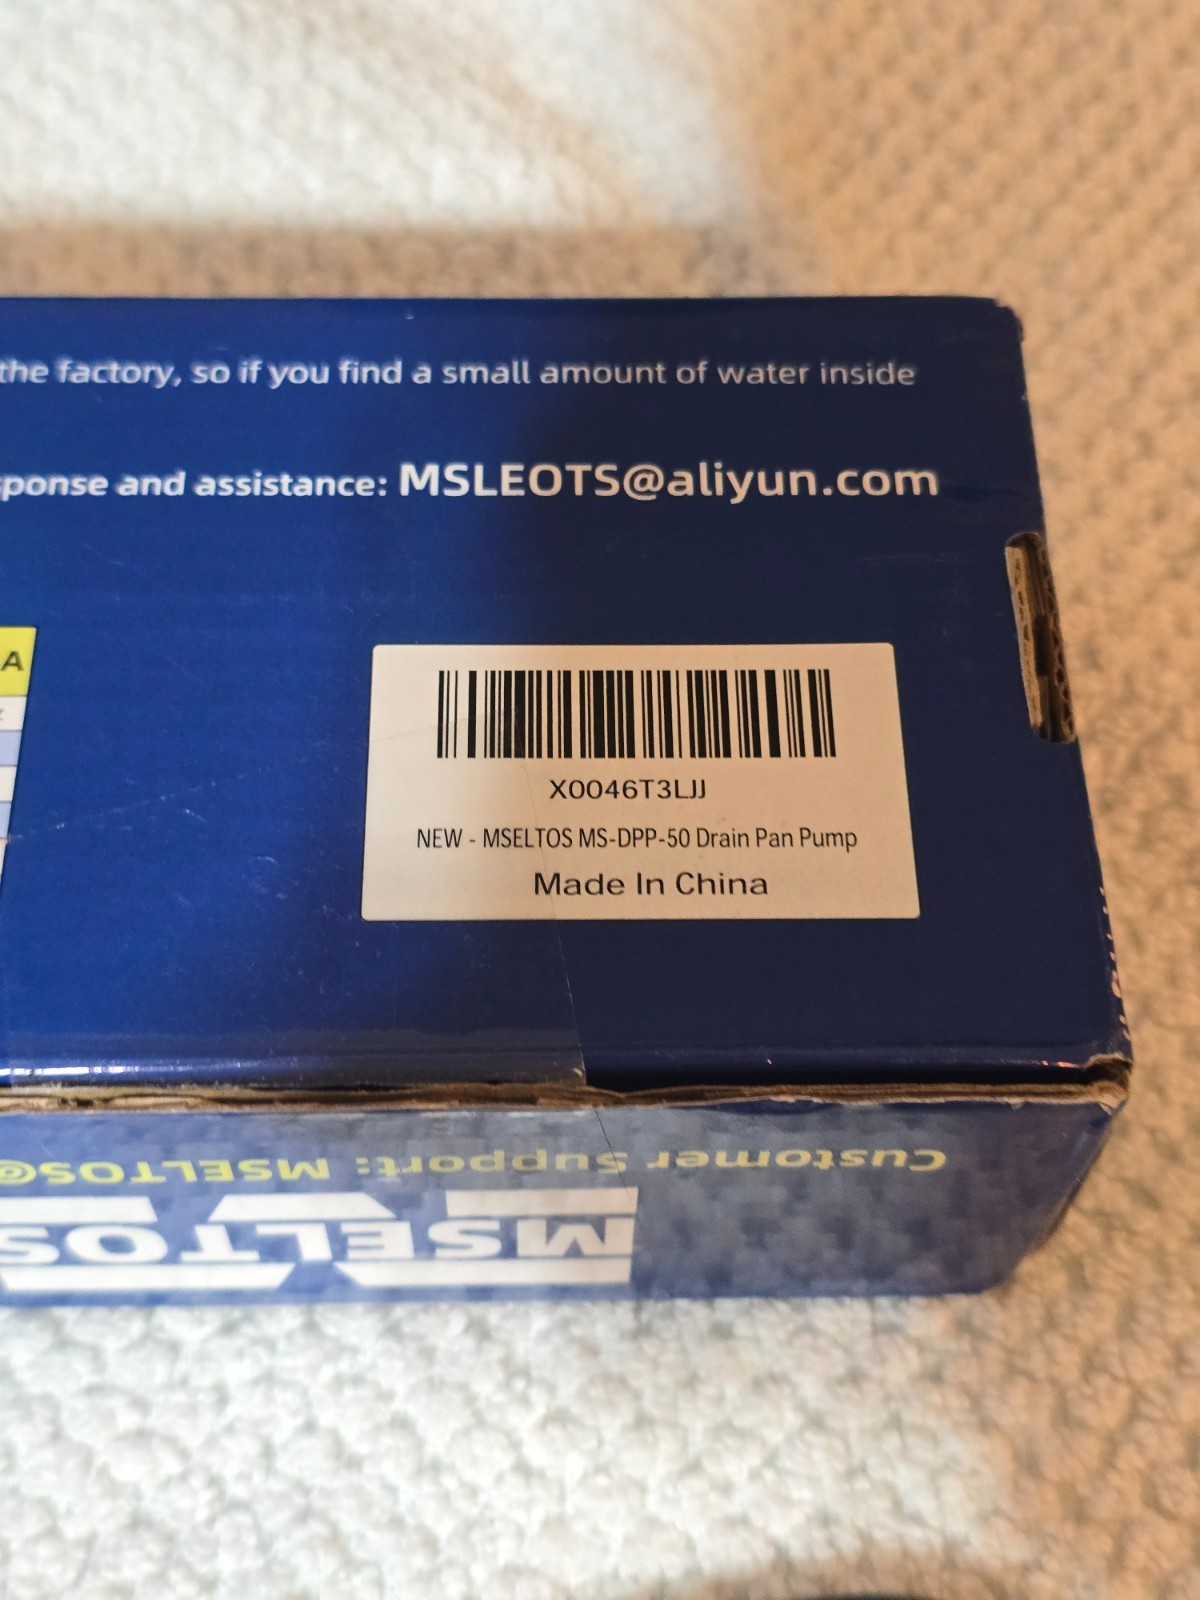 the factory, so if you find a small amount of water inside
sponse and assistance: MSLEOTS@aliyun.com
A
z
X0046T3LJJ
NEW - MSELTOS MS-DPP-50 Drain Pan Pump
Made In China
Customer Support: MSELTOS@
MSELTOS